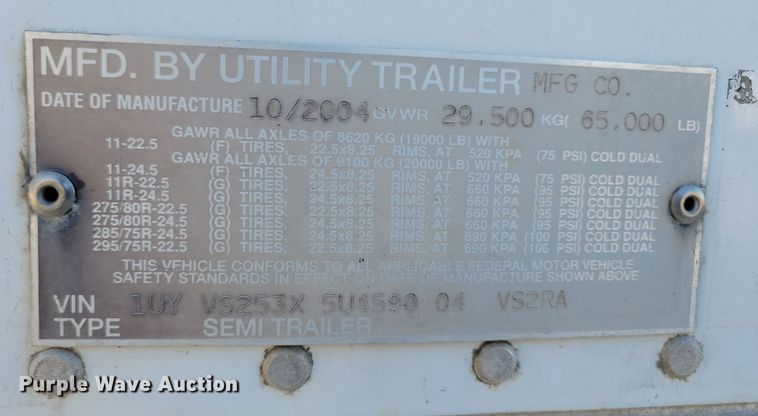 MFD. BY UTILITY TRAILER MFG CO.
DATE OF MANUFACTURE 10/2004 GVWR 29.500 KG( 65.000 LB)
GAWR ALL AXLES OF 8620 KG (19000 LB) WITH
11-22.5 (F) TIRES, 22.5x8.25 RIMS, AT 520 KPA (75 PSI) COLD DUAL
GAWR ALL AXLES OF 9100 KG (20000 LB) WITH
11-24.5 (F) TIRES, 24.5x8.25 RIMS, AT 520 KPA (75 PSI) COLD DUAL
11R-22.5 (G) TIRES, 22.5x8.25 RIMS, AT 660 KPA (95 PSI) COLD DUAL
11R-24.5 (G) TIRES, 24.5x8.25 RIMS, AT 660 KPA (95 PSI) COLD DUAL
275/80R-22.5 (G) TIRES, 22.5x8.25 RIMS, AT 660 KPA (95 PSI) COLD DUAL
275/80R-24.5 (G) TIRES, 24.5x8.25 RIMS, AT 660 KPA (95 PSI) COLD DUAL
285/75R-24.5 (G) TIRES, 24.5x8.25 RIMS, AT 690 KPA (100 PSI) COLD DUAL
295/75R-22.5 (G) TIRES, 22.5x8.25 RIMS, AT 690 KPA (100 PSI) COLD DUAL
THIS VEHICLE CONFORMS TO ALL APPLICABLE FEDERAL MOTOR VEHICLE
SAFETY STANDARDS IN EFFECT ON DATE OF MANUFACTURE SHOWN ABOVE
VIN 1UY VS253X 5U4590 04 VS2RA
TYPE SEMI TRAILER
Purple Wave Auction